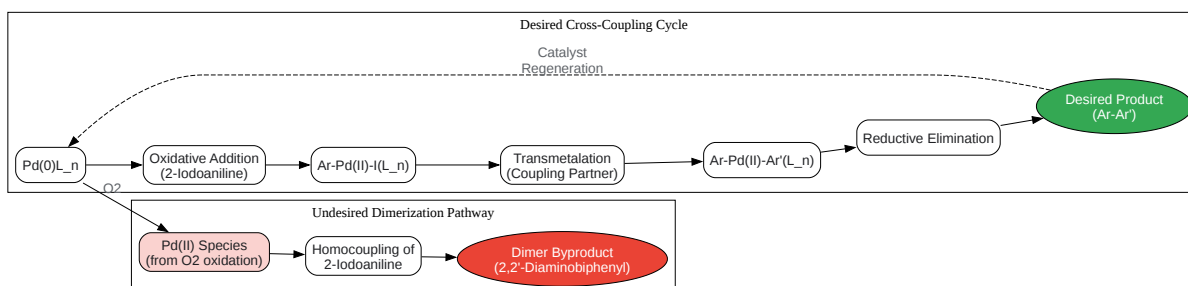 Desired Cross-Coupling Cycle
Catalyst
Regeneration
Desired Product
(Ar-Ar')
Reductive Elimination
Pd(0)L_n
Oxidative Addition
(2-Iodoaniline)
Ar-Pd(II)-I(L_n)
Transmetalation
(Coupling Partner)
Ar-Pd(II)-Ar'(L_n)
O2
Undesired Dimerization Pathway
Pd(II) Species
(from O2 oxidation)
Homocoupling of
2-Iodoaniline
Dimer Byproduct
(2,2'-Diaminobiphenyl)